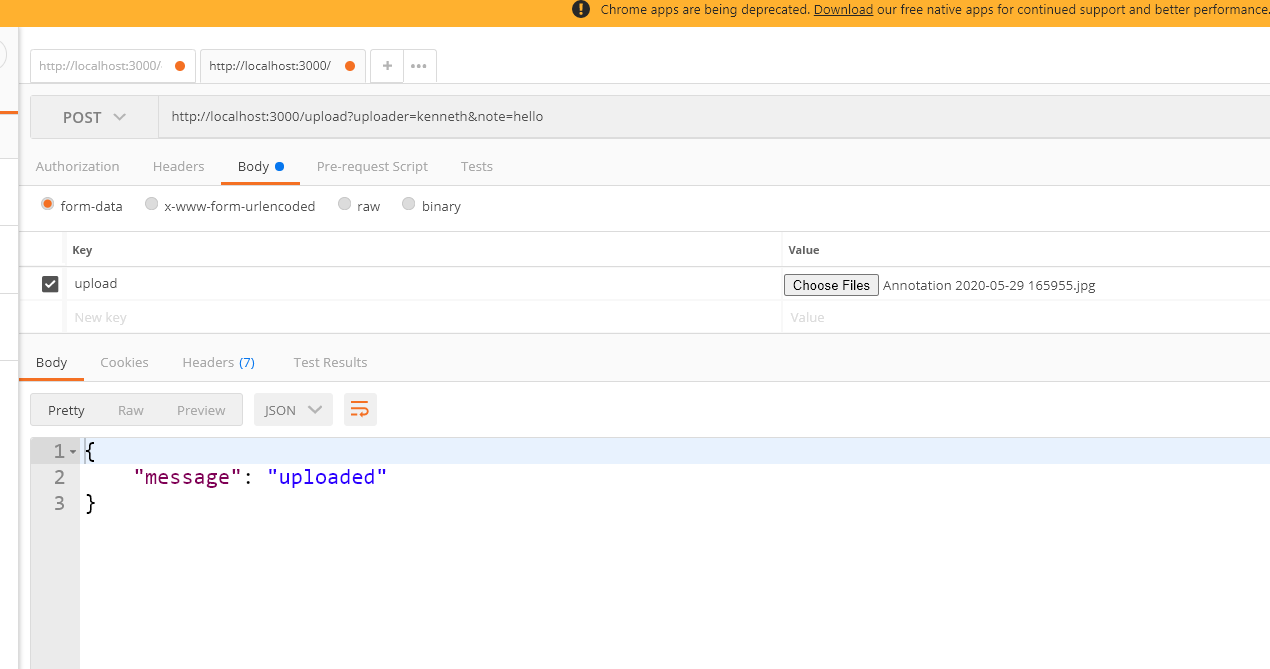 Chrome apps are being deprecated. Download our free native apps for continued support and better performance.
http://localhost:3000/ http://localhost:3000/ + •••
POST http://localhost:3000/upload?uploader=kenneth&note=hello
Authorization Headers Body Pre-request Script Tests
form-data x-www-form-urlencoded raw binary
Key Value
upload Choose Files Annotation 2020-05-29 165955.jpg
New key Value
Body Cookies Headers (7) Test Results
Pretty Raw Preview JSON
1 {
2 "message": "uploaded"
3 }